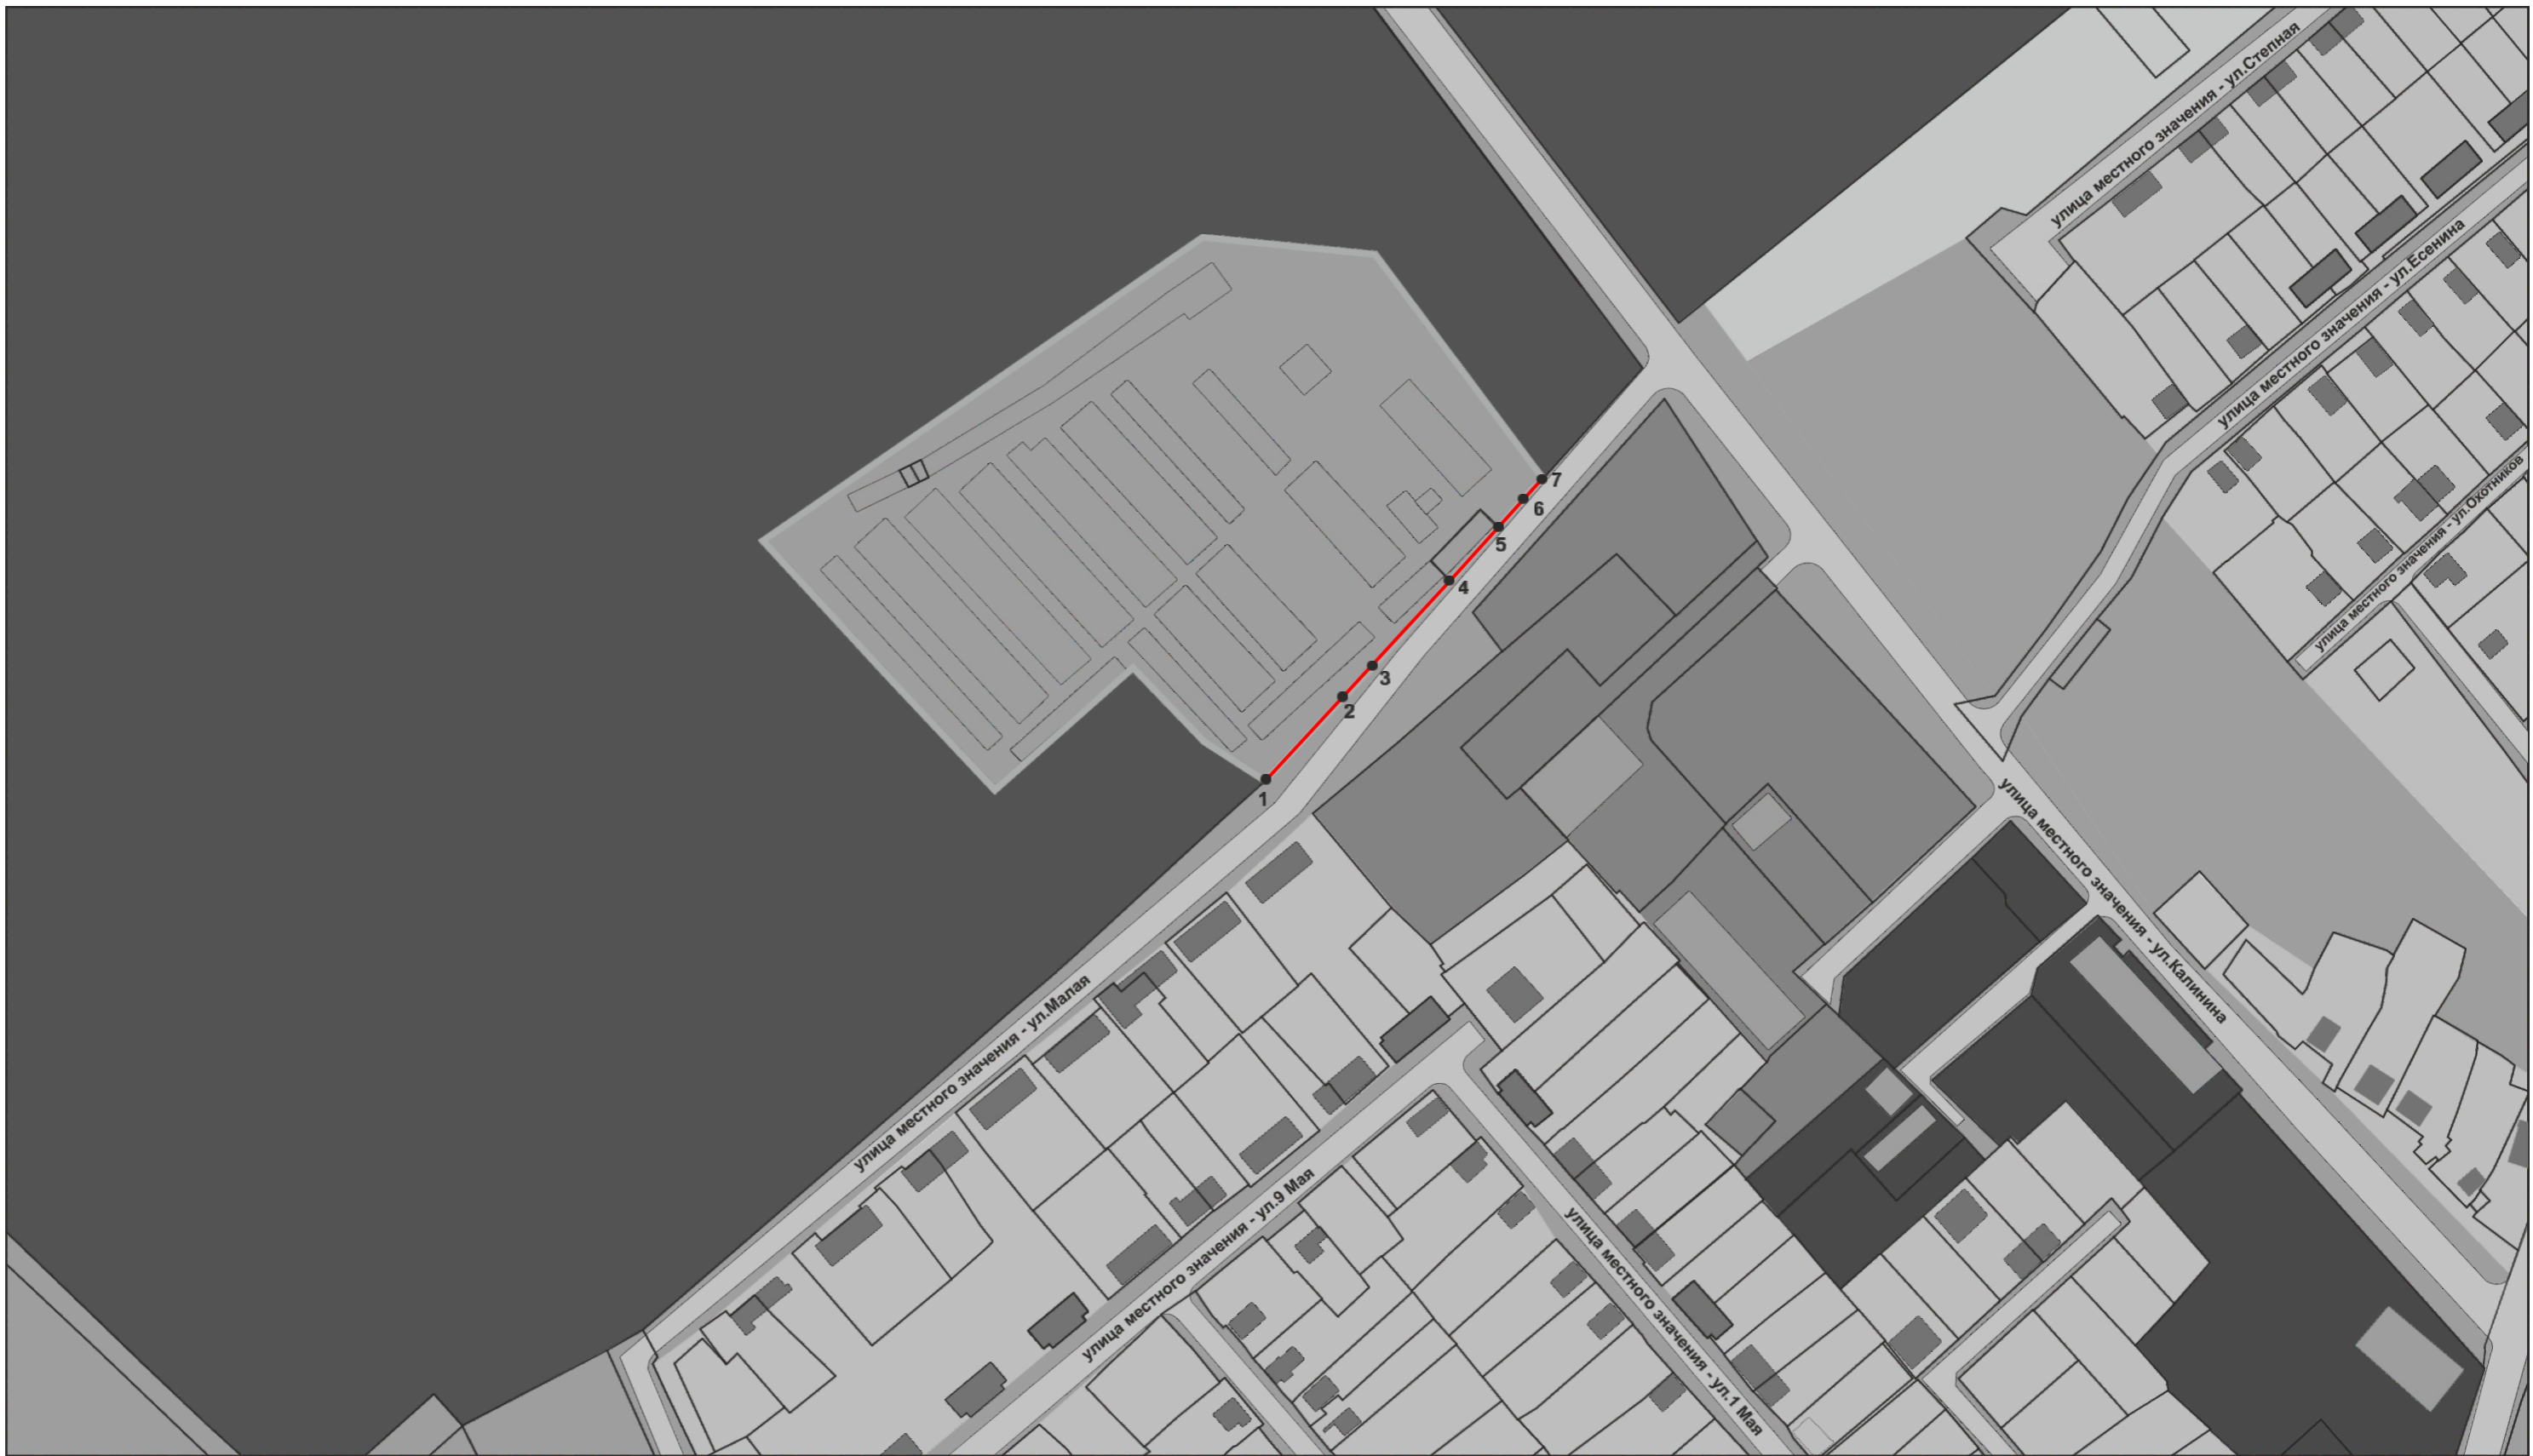 улица местного значения - ул.Степная
улица местного значения - ул.Есенина
улица местного значения - ул.Охотников
7
6
5
4
3
2
1
улица местного значения - ул.Калинина
улица местного значения - ул.Малая
улица местного значения - ул.9 Мая
улица местного значения - ул.1 Мая